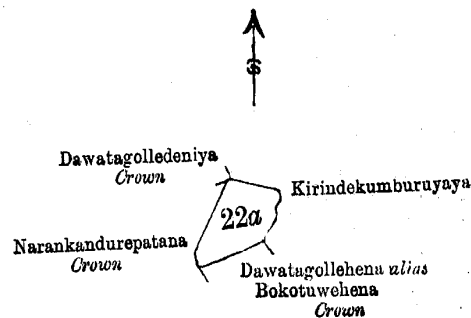 Dawatagolledeniya
Crown
Kirindekumburuyaya
22a
Narankandurepatana
Crown
Dawatagollehena alias
Bokotuwehena
Crown